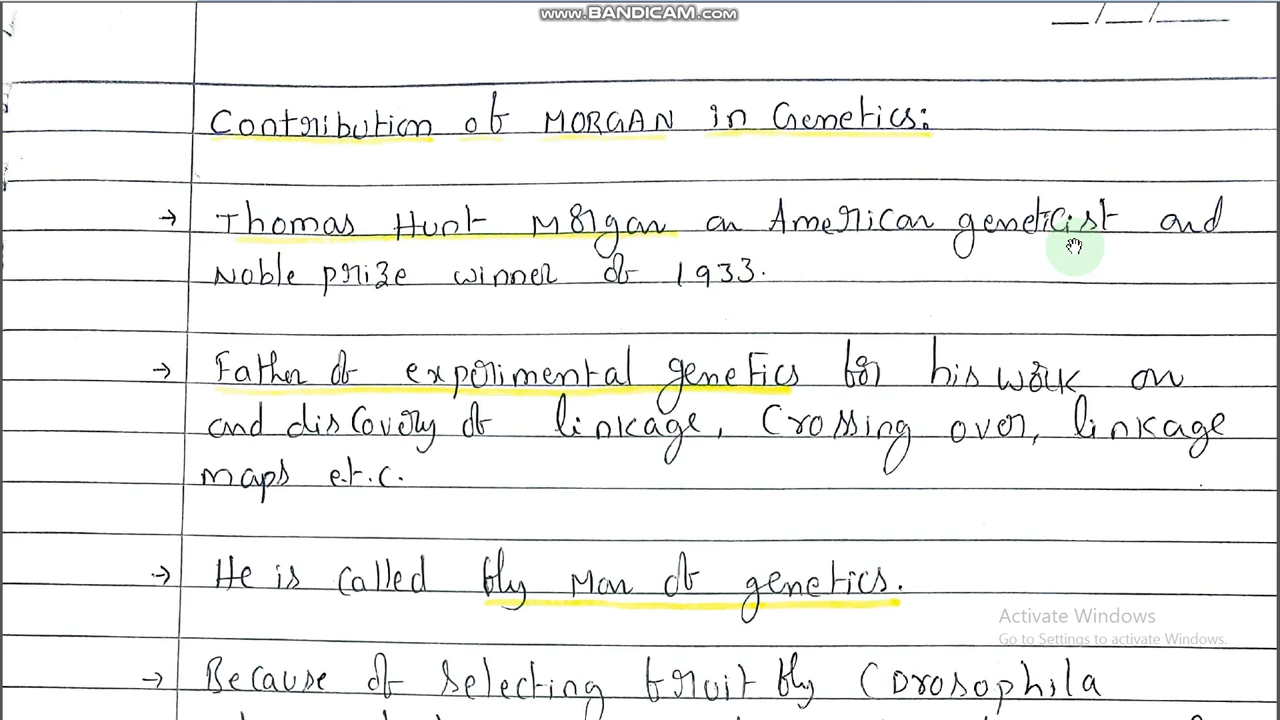 www.BANDICAM.com
__/__/____
Contribution of MORGAN in Genetics:
→ Thomas Hunt Morgan an American geneticist and
Noble prize winner of 1933.
→ Father of experimental genetics for his work on
and discovery of linkage, Crossing over, linkage
maps e.t.c.
→ He is called fly Man of genetics.
Activate Windows
Go to Settings to activate Windows.
→ Because of selecting fruit fly (Drosophila